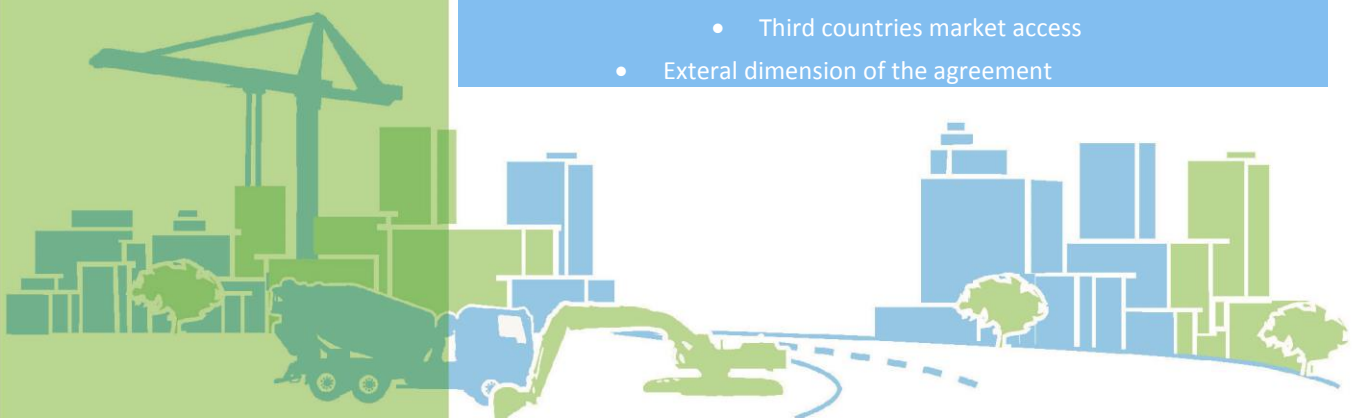 • Third countries market access
• Exteral dimension of the agreement